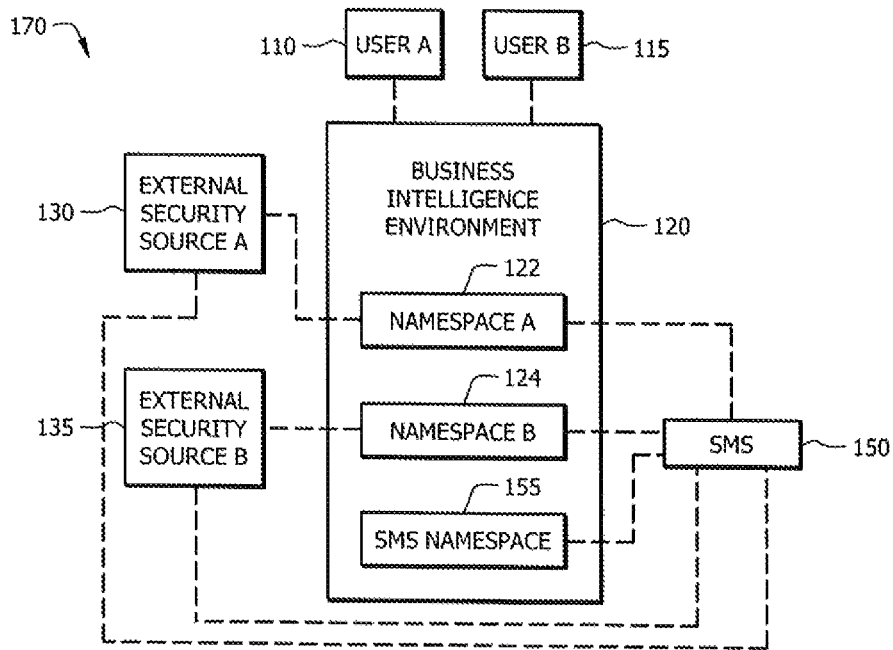 170
110
USER A
USER B
115
EXTERNAL
SECURITY
SOURCE A
130
BUSINESS
INTELLIGENCE
ENVIRONMENT
120
122
NAMESPACE A
EXTERNAL
SECURITY
SOURCE B
135
124
NAMESPACE B
SMS
150
155
SMS NAMESPACE